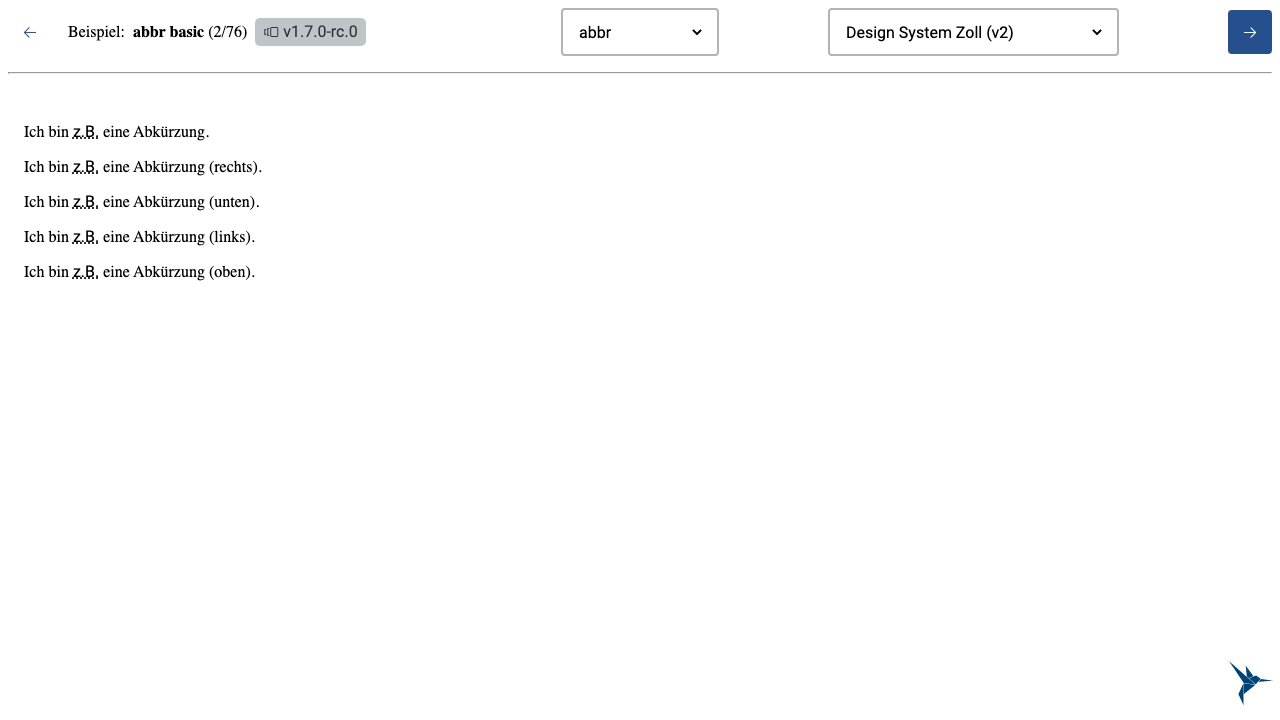 Beispiel: abbr basic (2/76) v1.7.0-rc.0 abbr Design System Zoll (v2)
Ich bin z.B. eine Abkürzung.
Ich bin z.B. eine Abkürzung (rechts).
Ich bin z.B. eine Abkürzung (unten).
Ich bin z.B. eine Abkürzung (links).
Ich bin z.B. eine Abkürzung (oben).